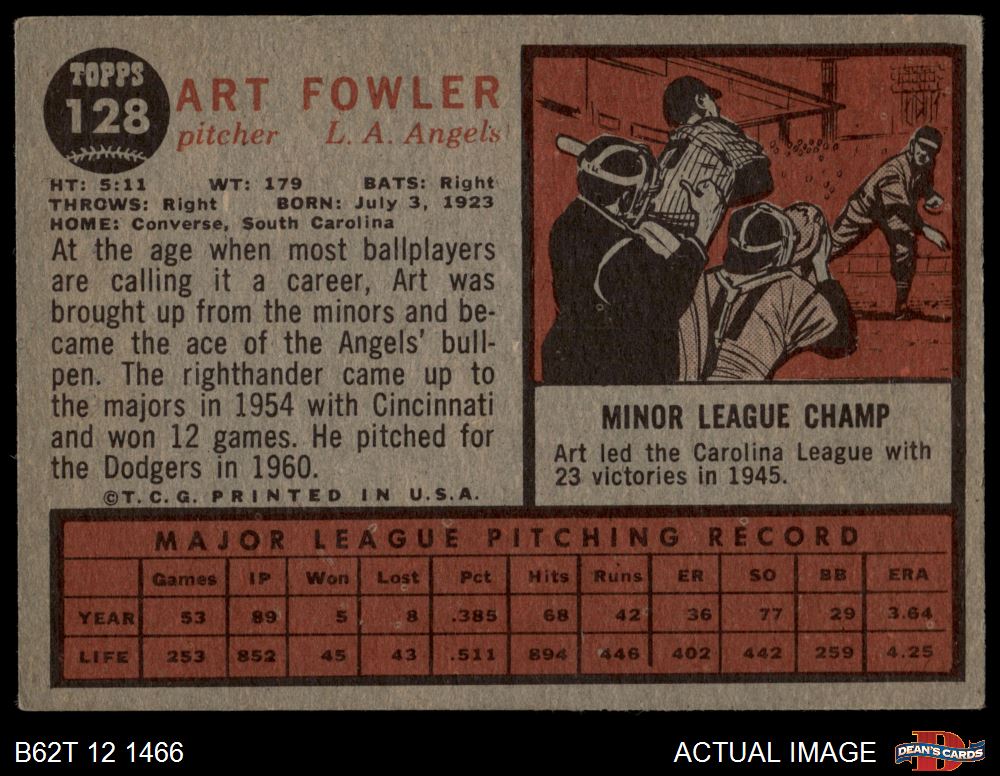 TOPPS
128
ART FOWLER
pitcher L. A. Angels
HT: 5:11 WT: 179 BATS: Right
THROWS: Right BORN: July 3, 1923
HOME: Converse, South Carolina
At the age when most ballplayers
are calling it a career, Art was
brought up from the minors and be-
came the ace of the Angels' bull-
pen. The righthander came up to
the majors in 1954 with Cincinnati
and won 12 games. He pitched for
the Dodgers in 1960.
©T.C.G. PRINTED IN U.S.A.
MINOR LEAGUE CHAMP
Art led the Carolina League with
23 victories in 1945.
MAJOR LEAGUE PITCHING RECORD
Games IP Won Lost Pct Hits Runs ER SO BB ERA
YEAR 53 89 5 8 .385 68 42 36 77 29 3.64
LIFE 253 852 45 43 .511 894 446 402 442 259 4.25
B62T 12 1466 ACTUAL IMAGE DEAN'S CARDS